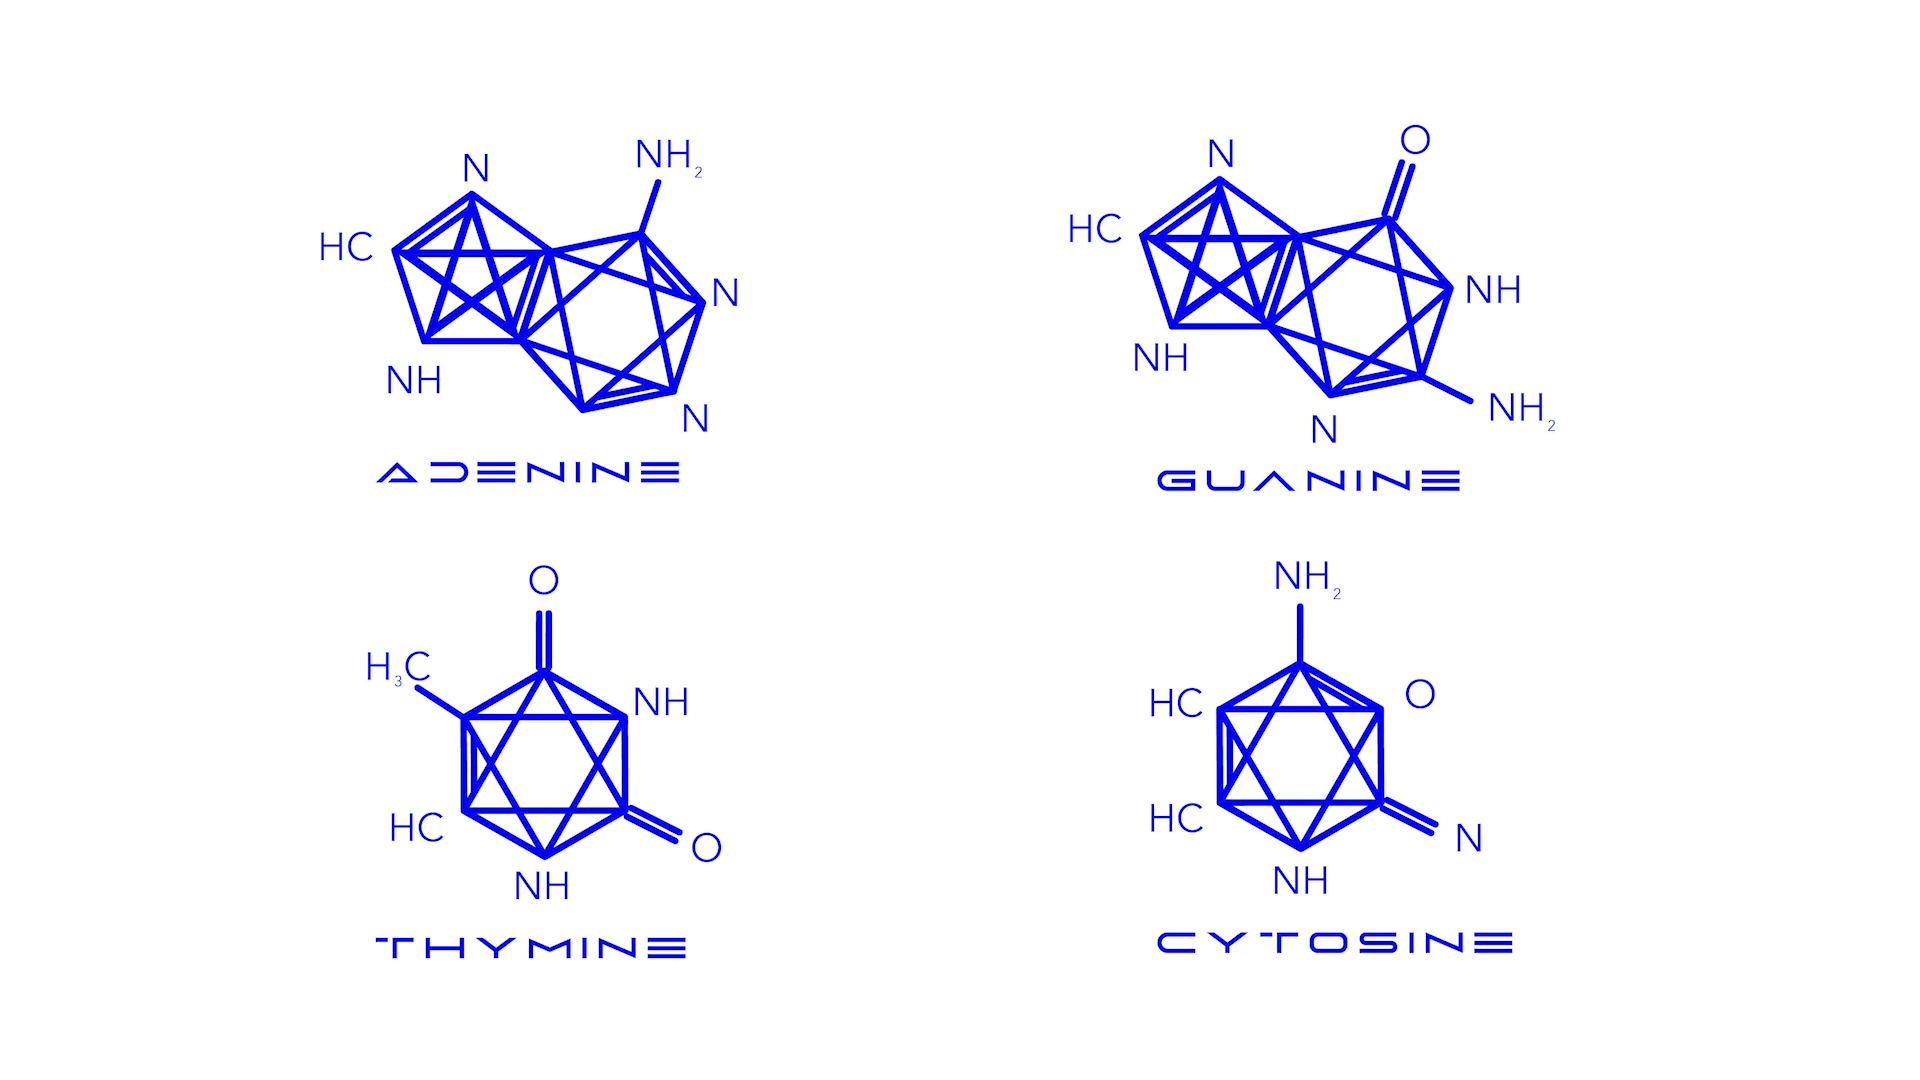 N
NH₂
HC
N
NH
N
ADENINE
N
O
HC
NH
NH
NH₂
N
GUANINE
O
H₃C
NH
HC
O
NH
THYMINE
NH₂
HC
O
HC
N
NH
CYTOSINE